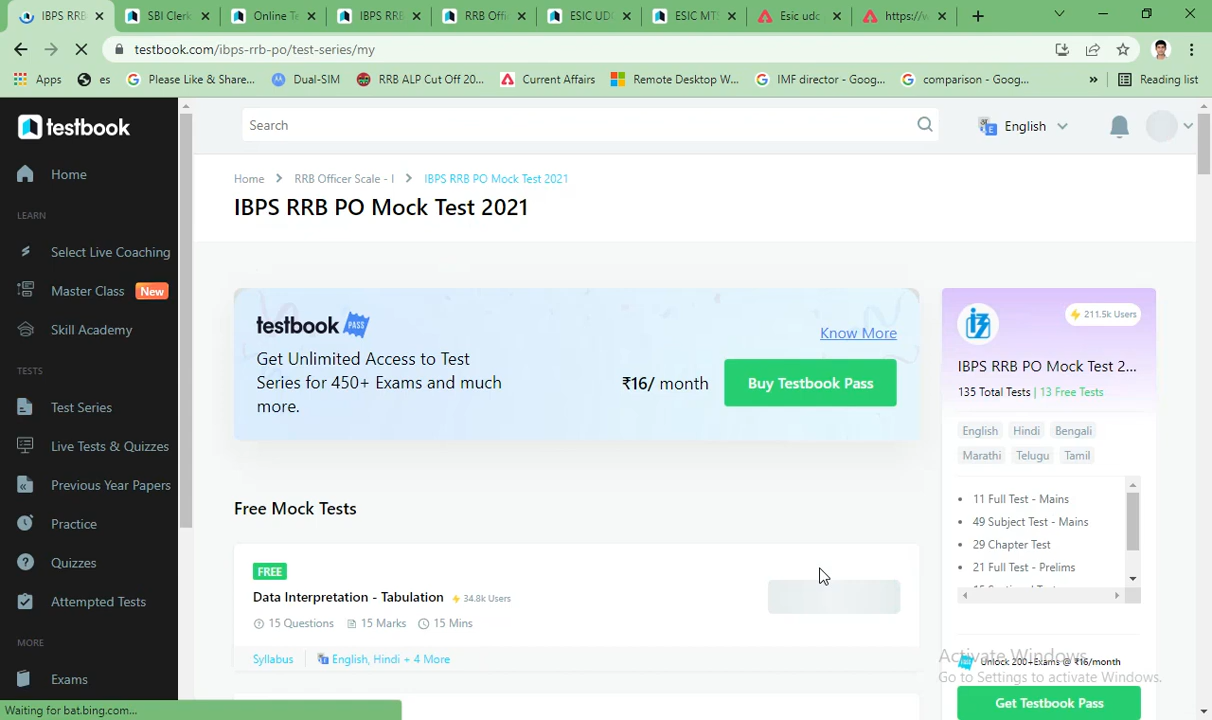 IBPS RRB
SBI Clerk
Online Te
IBPS RRB
RRB Offi
ESIC UDC
ESIC MTS
Esic udc
https://w
testbook.com/ibps-rrb-po/test-series/my
Apps
es
Please Like & Share...
Dual-SIM
RRB ALP Cut Off 20...
Current Affairs
Remote Desktop W...
IMF director - Goog...
comparison - Goog...
»
Reading list
testbook
Search
English
Home
Home > RRB Officer Scale - I > IBPS RRB PO Mock Test 2021
IBPS RRB PO Mock Test 2021
LEARN
Select Live Coaching
Master Class New
Skill Academy
TESTS
Test Series
Live Tests & Quizzes
Previous Year Papers
Practice
Quizzes
Attempted Tests
MORE
Exams
testbook PASS
Know More
Get Unlimited Access to Test
Series for 450+ Exams and much
more.
₹16/ month
Buy Testbook Pass
Free Mock Tests
FREE
Data Interpretation - Tabulation 34.8k Users
15 Questions 15 Marks 15 Mins
Syllabus English, Hindi + 4 More
211.5k Users
IBPS RRB PO Mock Test 2...
135 Total Tests | 13 Free Tests
English Hindi Bengali
Marathi Telugu Tamil
11 Full Test - Mains
49 Subject Test - Mains
29 Chapter Test
21 Full Test - Prelims
Unlock 200+Exams @ ₹16/month
Get Testbook Pass
Activate Windows
Go to Settings to activate Windows.
Waiting for bat.bing.com...